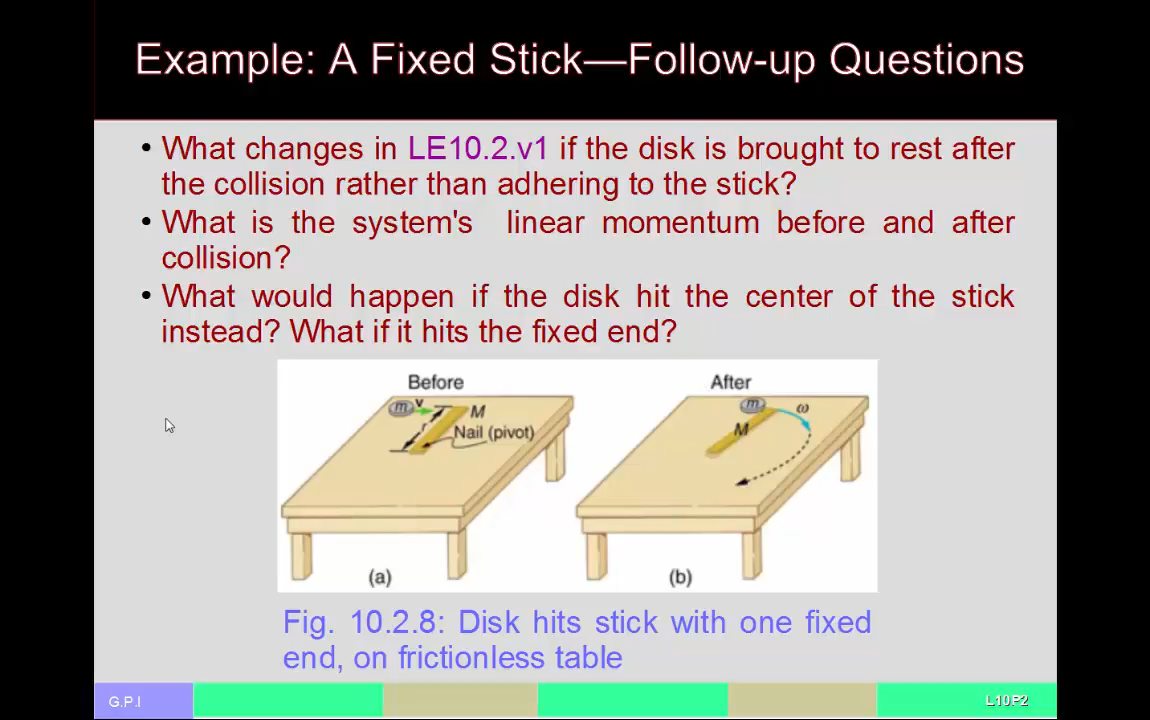 Example: A Fixed Stick—Follow-up Questions
• What changes in LE10.2.v1 if the disk is brought to rest after
the collision rather than adhering to the stick?
• What is the system's linear momentum before and after
collision?
• What would happen if the disk hit the center of the stick
instead? What if it hits the fixed end?
Before
After
m
v
M
r
Nail (pivot)
m
ω
M
(a)
(b)
Fig. 10.2.8: Disk hits stick with one fixed
end, on frictionless table
G.P.I
L10P2